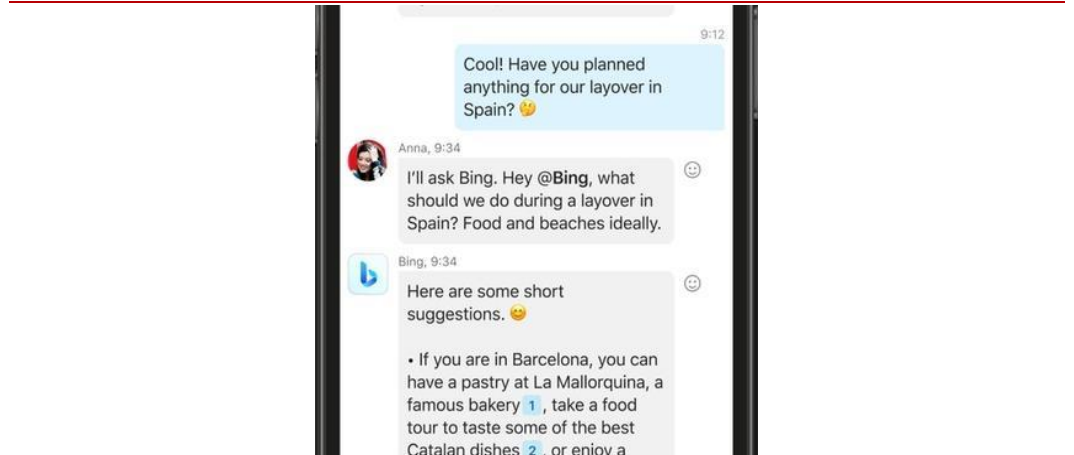 9:12
Cool! Have you planned
anything for our layover in
Spain? 🤔
Anna, 9:34
I'll ask Bing. Hey @Bing, what
should we do during a layover in
Spain? Food and beaches ideally.
Bing, 9:34
Here are some short
suggestions. 😊
• If you are in Barcelona, you can
have a pastry at La Mallorquina, a
famous bakery 1 , take a food
tour to taste some of the best
Catalan dishes 2 , or enjoy a